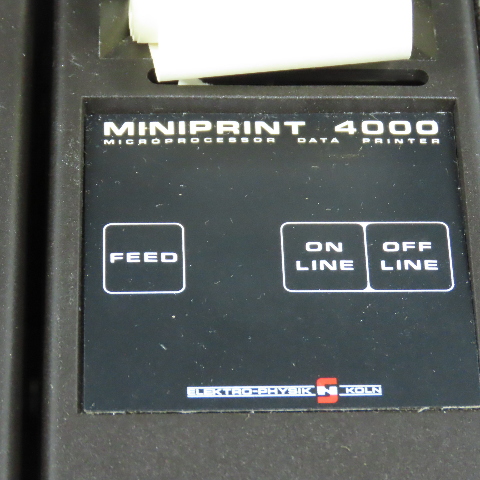 MINIPRINT 4000
MICROPROCESSOR DATA PRINTER
FEED
ON LINE
OFF LINE
ELEKTRO-PHYSIK N KÖLN